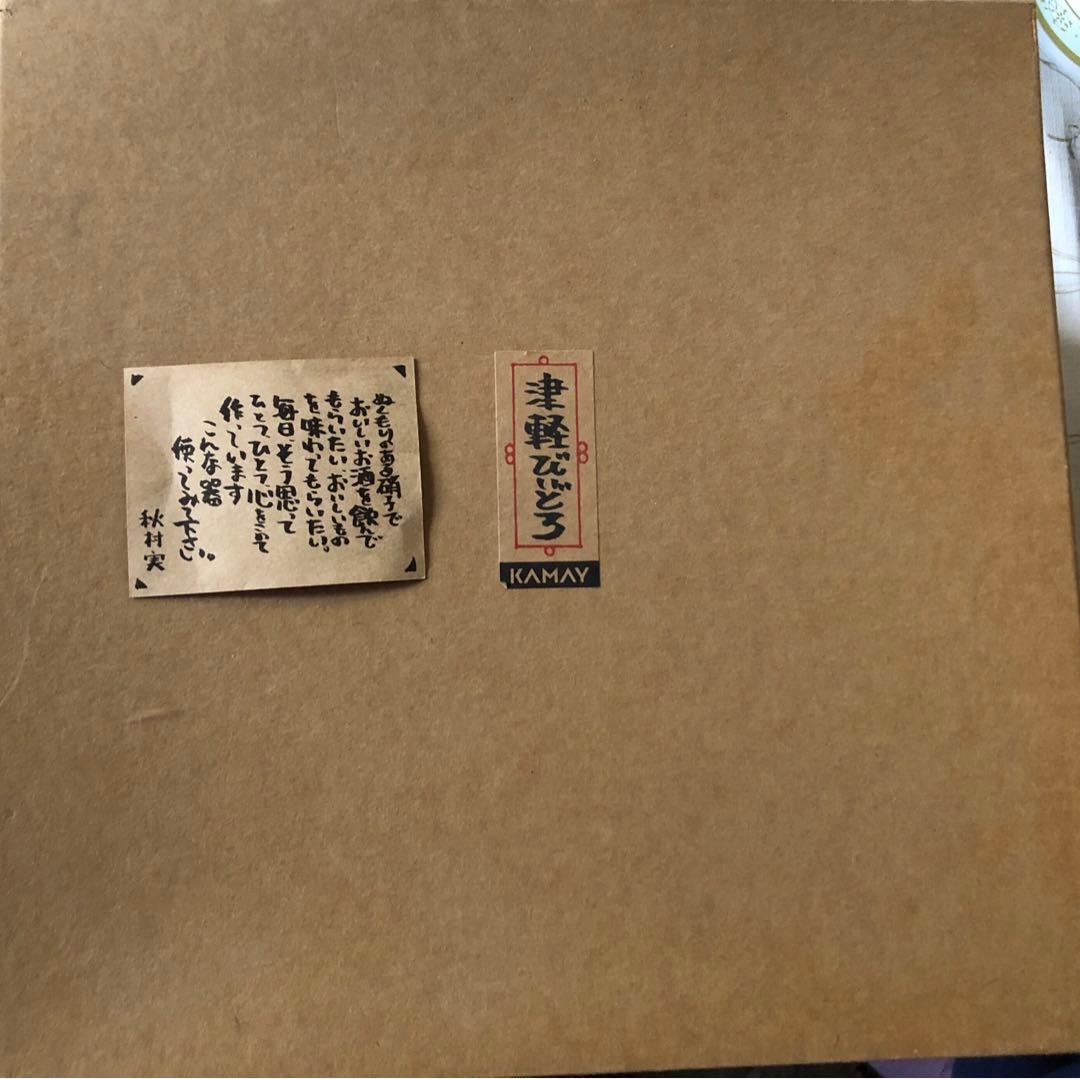 ぬくもりのある硝子で
おいしいお酒を飲んで
もらいたい、おいしいもの
を味わってもらいたい。
毎日、そう思って
ひとつ、ひとつ、心をこめて
作っています
こんな器
使ってみて下さい。
秋村実
津軽びいどろ
KAMAY